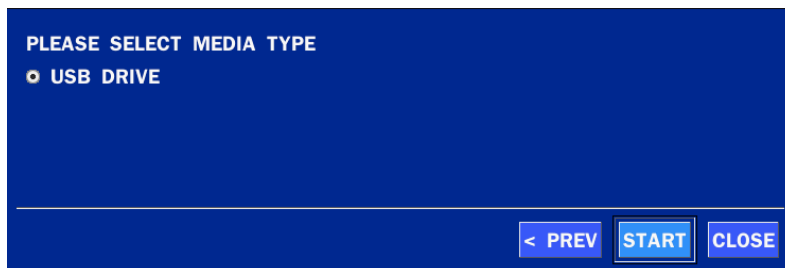 PLEASE SELECT MEDIA TYPE
USB DRIVE
< PREV START CLOSE